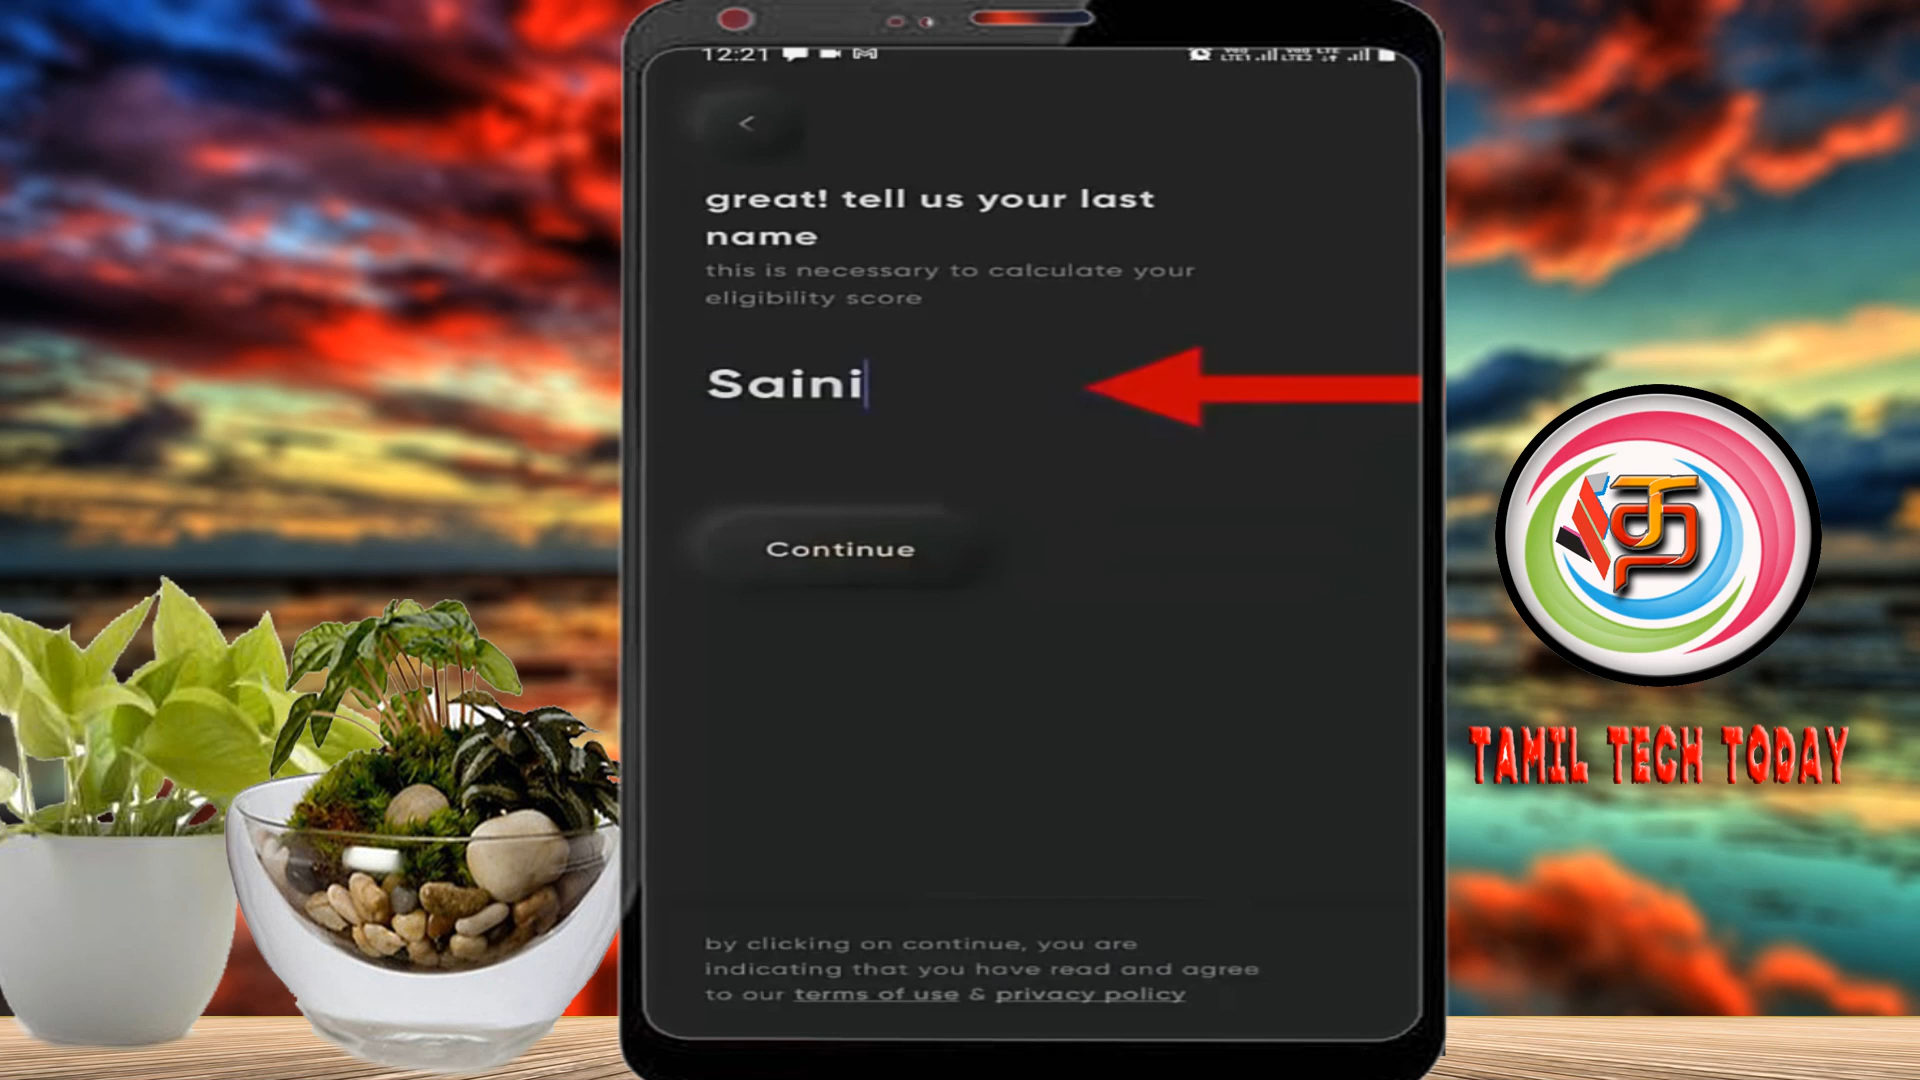 12:21
great! tell us your last
name
this is necessary to calculate your
eligibility score
Saini
Continue
by clicking on continue, you are
indicating that you have read and agree
to our terms of use & privacy policy
TAMIL TECH TODAY